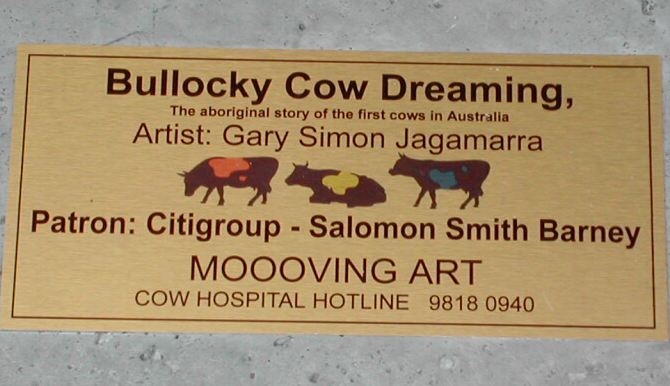 Bullocky Cow Dreaming,
The aboriginal story of the first cows in Australia
Artist: Gary Simon Jagamarra
Patron: Citigroup - Salomon Smith Barney
MOOOVING ART
COW HOSPITAL HOTLINE 9818 0940